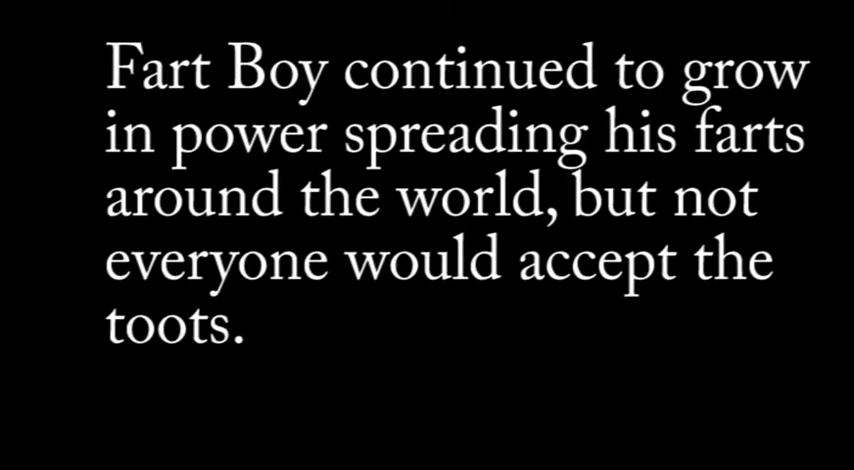 Fart Boy continued to grow
in power spreading his farts
around the world, but not
everyone would accept the
toots.